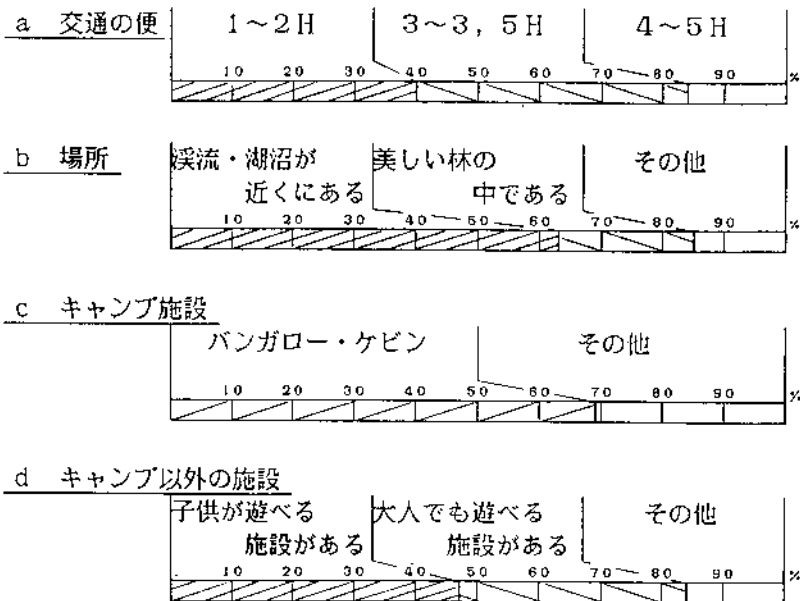 a 交通の便
1～2H 3～3，5H 4～5H
10 20 30 40 50 60 70 80 90 %
b 場所
渓流・湖沼が 美しい林の その他
近くにある 中である
10 20 30 40 50 60 70 80 90 %
c キャンプ施設
バンガロー・ケビン その他
10 20 30 40 50 60 70 80 90 %
d キャンプ以外の施設
子供が遊べる 大人でも遊べる その他
施設がある 施設がある
10 20 30 40 50 60 70 80 90 %